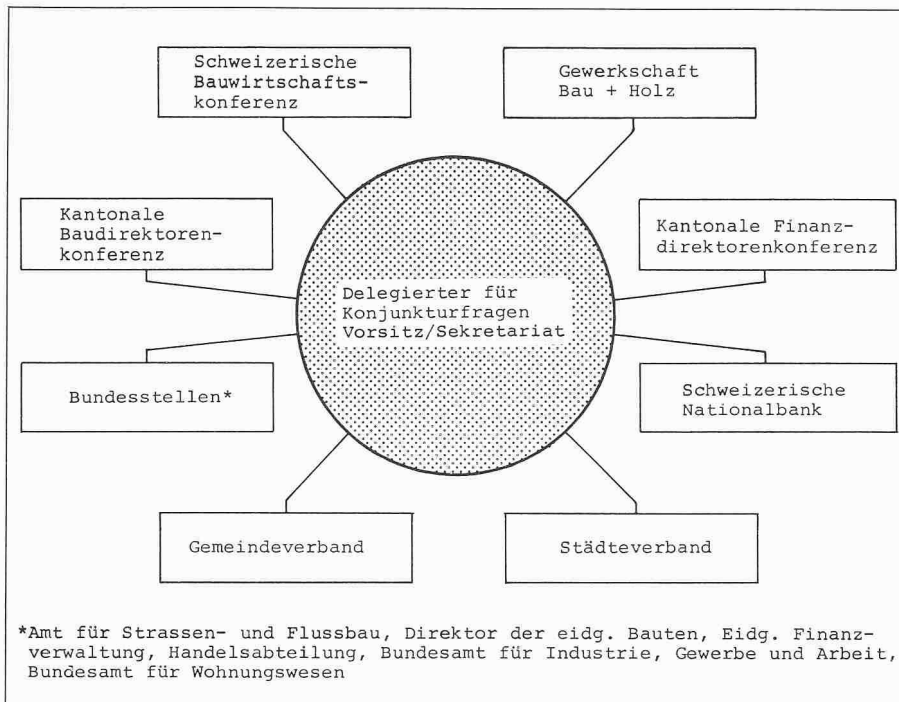 Schweizerische
Bauwirtschafts-
konferenz
Gewerkschaft
Bau + Holz
Kantonale
Baudirektoren-
konferenz
Kantonale Finanz-
direktorenkonferenz
Delegierter für
Konjunkturfragen
Vorsitz/Sekretariat
Bundesstellen*
Schweizerische
Nationalbank
Gemeindeverband
Städteverband
*Amt für Strassen- und Flussbau, Direktor der eidg. Bauten, Eidg. Finanz-
verwaltung, Handelsabteilung, Bundesamt für Industrie, Gewerbe und Arbeit,
Bundesamt für Wohnungswesen